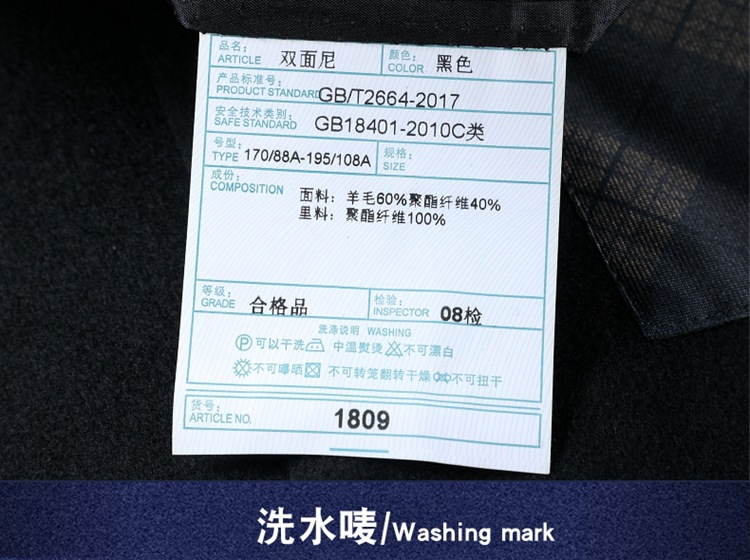 品名: 双面尼 颜色: 黑色
ARTICLE COLOR
产品标准号:
PRODUCT STANDARD GB/T2664-2017
安全技术类别:
SAFE STANDARD GB18401-2010C类
号型: 规格:
TYPE 170/88A-195/108A SIZE
成份:
COMPOSITION 面料: 羊毛60%聚酯纤维40%
里料: 聚酯纤维100%
等级: 检验:
GRADE 合格品 INSPECTOR 08检
洗涤说明 WASHING
P 可以干洗 中温熨烫 不可漂白
不可曝晒 不可转笼翻转干燥 不可扭干
货号:
ARTICLE NO. 1809
洗水唛/Washing mark